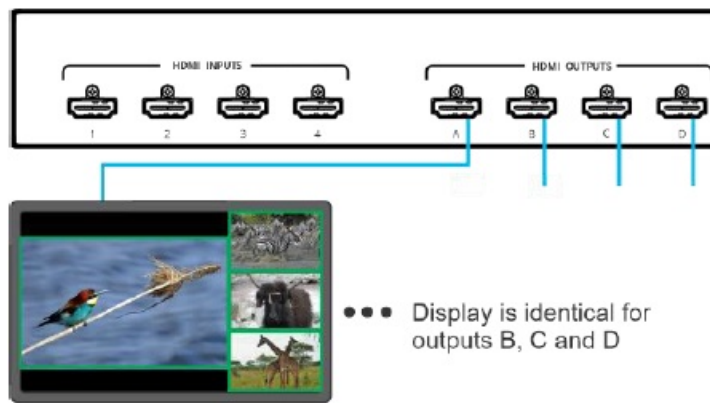 HDMI INPUTS
HDMI OUTPUTS
1 2 3 4 A B C D
Display is identical for
outputs B, C and D